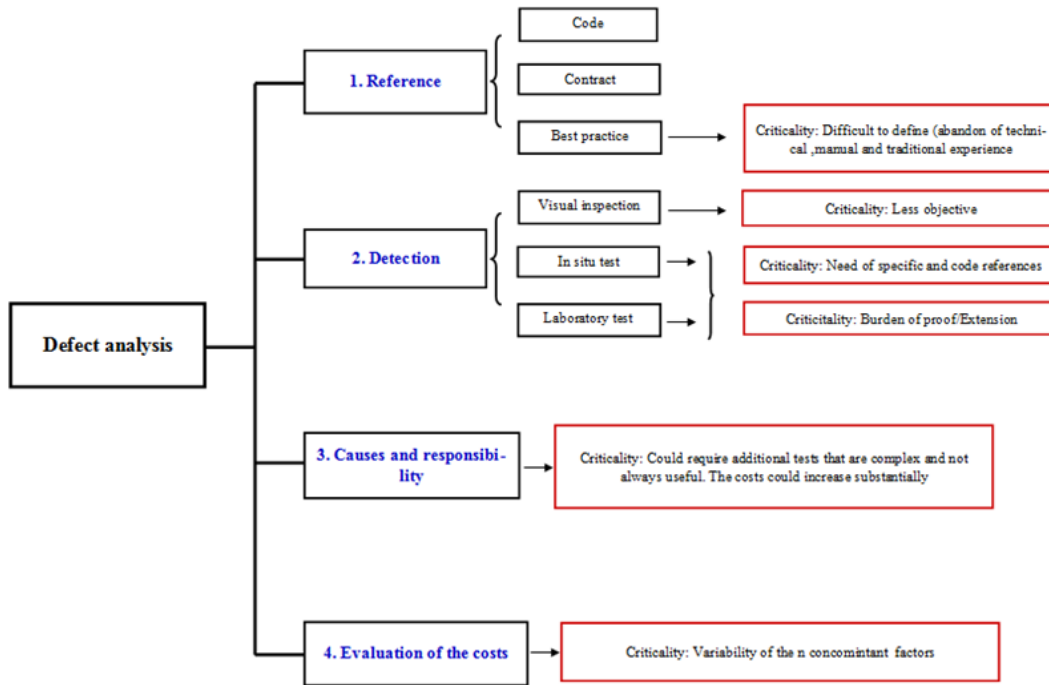 Code
1. Reference
Contract
Best practice
Criticality: Difficult to define (abandon of techni-
cal ,manual and traditional experience
Visual inspection
Criticality: Less objective
2. Detection
In situ test
Criticality: Need of specific and code references
Laboratory test
Criticitality: Burden of proof/Extension
Defect analysis
3. Causes and responsibi-
lity
Criticality: Could require additional tests that are complex and not
always useful. The costs could increase substantially
4. Evaluation of the costs
Criticality: Variability of the n concomintant factors